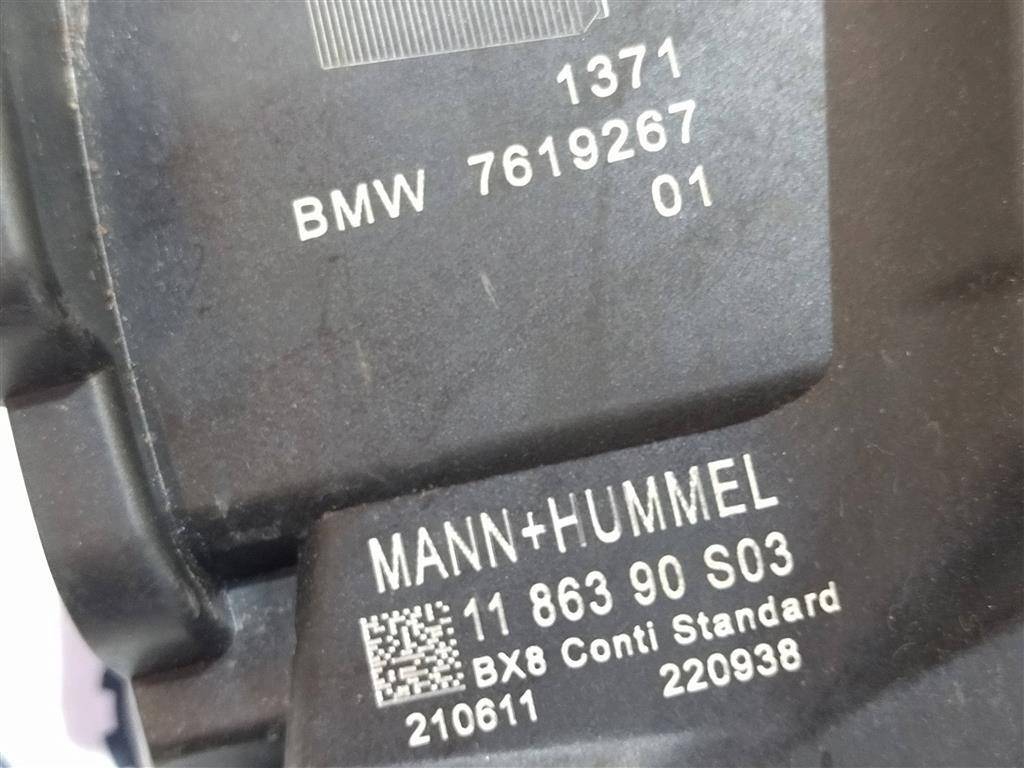 1371
BMW 7619267
01
MANN+HUMMEL
11 863 90 S03
BX8 Conti Standard
210611 220938